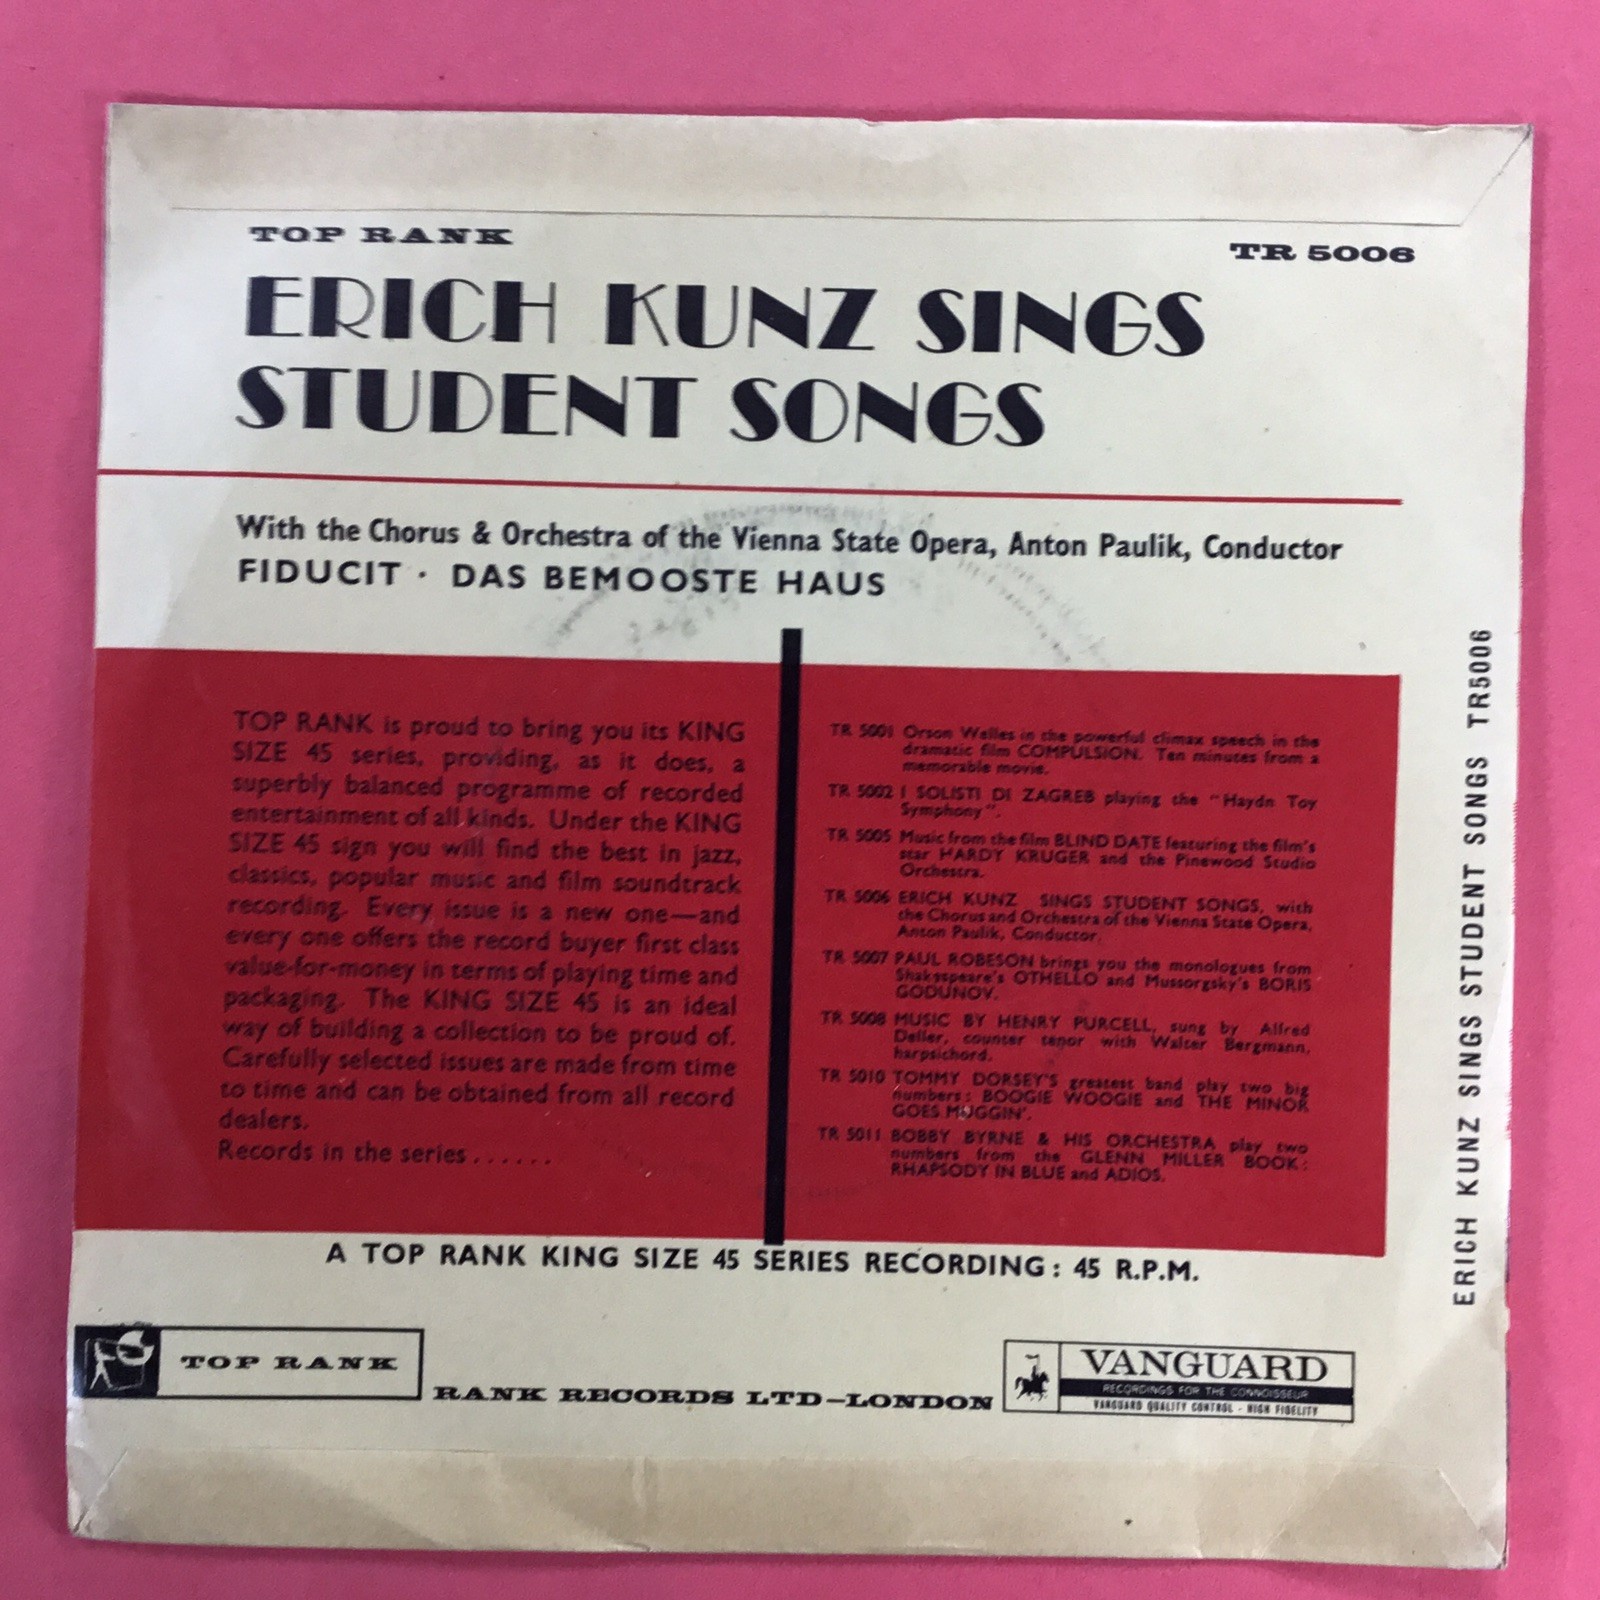 TOP RANK
TR 5006
ERICH KUNZ SINGS
STUDENT SONGS
With the Chorus & Orchestra of the Vienna State Opera, Anton Paulik, Conductor
FIDUCIT · DAS BEMOOSTE HAUS
TOP RANK is proud to bring you its KING
SIZE 45 series, providing, as it does, a
superbly balanced programme of recorded
entertainment of all kinds. Under the KING
SIZE 45 sign you will find the best in jazz,
classics, popular music and film soundtrack
recording. Every issue is a new one—and
every one offers the record buyer first class
value-for-money in terms of playing time and
packaging. The KING SIZE 45 is an ideal
way of building a collection to be proud of.
Carefully selected issues are made from time
to time and can be obtained from all record
dealers.
Records in the series......
TR 5001 Orson Welles in the powerful climax speech in the
dramatic film COMPULSION. Ten minutes from a
memorable movie.
TR 5002 I SOLISTI DI ZAGREB playing the "Haydn Toy
Symphony".
TR 5005 Music from the film BLIND DATE featuring the film's
star HARDY KRUGER and the Pinewood Studio
Orchestra.
TR 5006 ERICH KUNZ SINGS STUDENT SONGS, with
the Chorus and Orchestra of the Vienna State Opera,
Anton Paulik, Conductor.
TR 5007 PAUL ROBESON brings you the monologues from
Shakespeare's OTHELLO and Mussorgsky's BORIS
GODUNOV.
TR 5008 MUSIC BY HENRY PURCELL, sung by Alfred
Deller, counter tenor with Walter Bergmann,
harpsichord.
TR 5010 TOMMY DORSEY'S greatest band play two big
numbers: BOOGIE WOOGIE and THE MINOR
GOES MUGGIN'.
TR 5011 BOBBY BYRNE & HIS ORCHESTRA play two
numbers from the GLENN MILLER BOOK:
RHAPSODY IN BLUE and ADIOS.
A TOP RANK KING SIZE 45 SERIES RECORDING: 45 R.P.M.
TOP RANK
RANK RECORDS LTD–LONDON
VANGUARD
RECORDINGS FOR THE CONNOISSEUR
VANGUARD QUALITY CONTROL - HIGH FIDELITY
ERICH KUNZ SINGS STUDENT SONGS TR5006